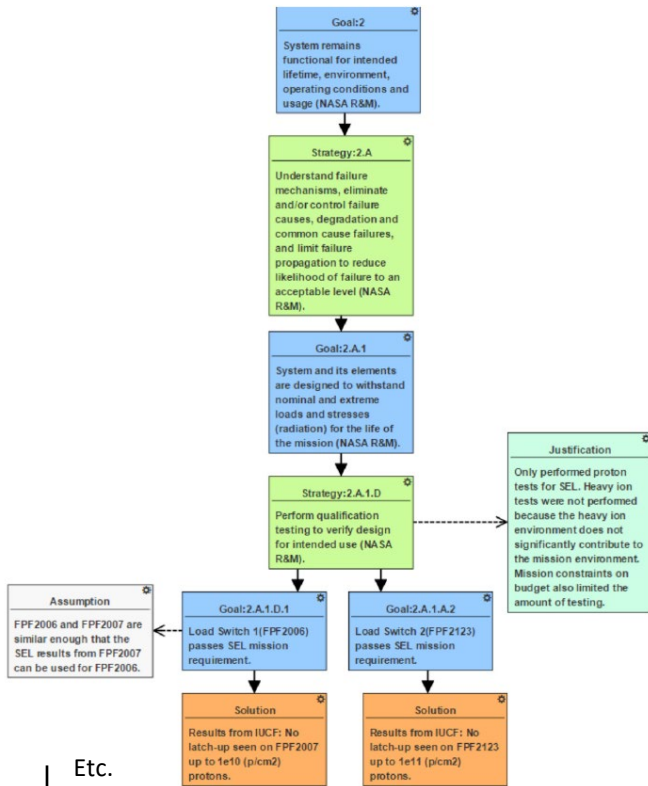 Goal:2
System remains
functional for intended
lifetime, environment,
operating conditions and
usage (NASA R&M).
Strategy:2.A
Understand failure
mechanisms, eliminate
and/or control failure
causes, degradation and
common cause failures,
and limit failure
propagation to reduce
likelihood of failure to an
acceptable level (NASA
R&M).
Goal:2.A.1
System and its elements
are designed to withstand
nominal and extreme
loads and stresses
(radiation) for the life of
the mission (NASA R&M).
Strategy:2.A.1.D
Perform qualification
testing to verify design
for intended use (NASA
R&M).
Justification
Only performed proton
tests for SEL. Heavy ion
tests were not performed
because the heavy ion
environment does not
significantly contribute to
the mission environment.
Mission constraints on
budget also limited the
amount of testing.
Assumption
FPF2006 and FPF2007 are
similar enough that the
SEL results from FPF2007
can be used for FPF2006.
Goal:2.A.1.D.1
Load Switch 1(FPF2006)
passes SEL mission
requirement.
Goal:2.A.1.A.2
Load Switch 2(FPF2123)
passes SEL mission
requirement.
Solution
Results from IUCF: No
latch-up seen on FPF2007
up to 1e10 (p/cm2)
protons.
Solution
Results from IUCF: No
latch-up seen on FPF2123
up to 1e11 (p/cm2)
protons.
Etc.